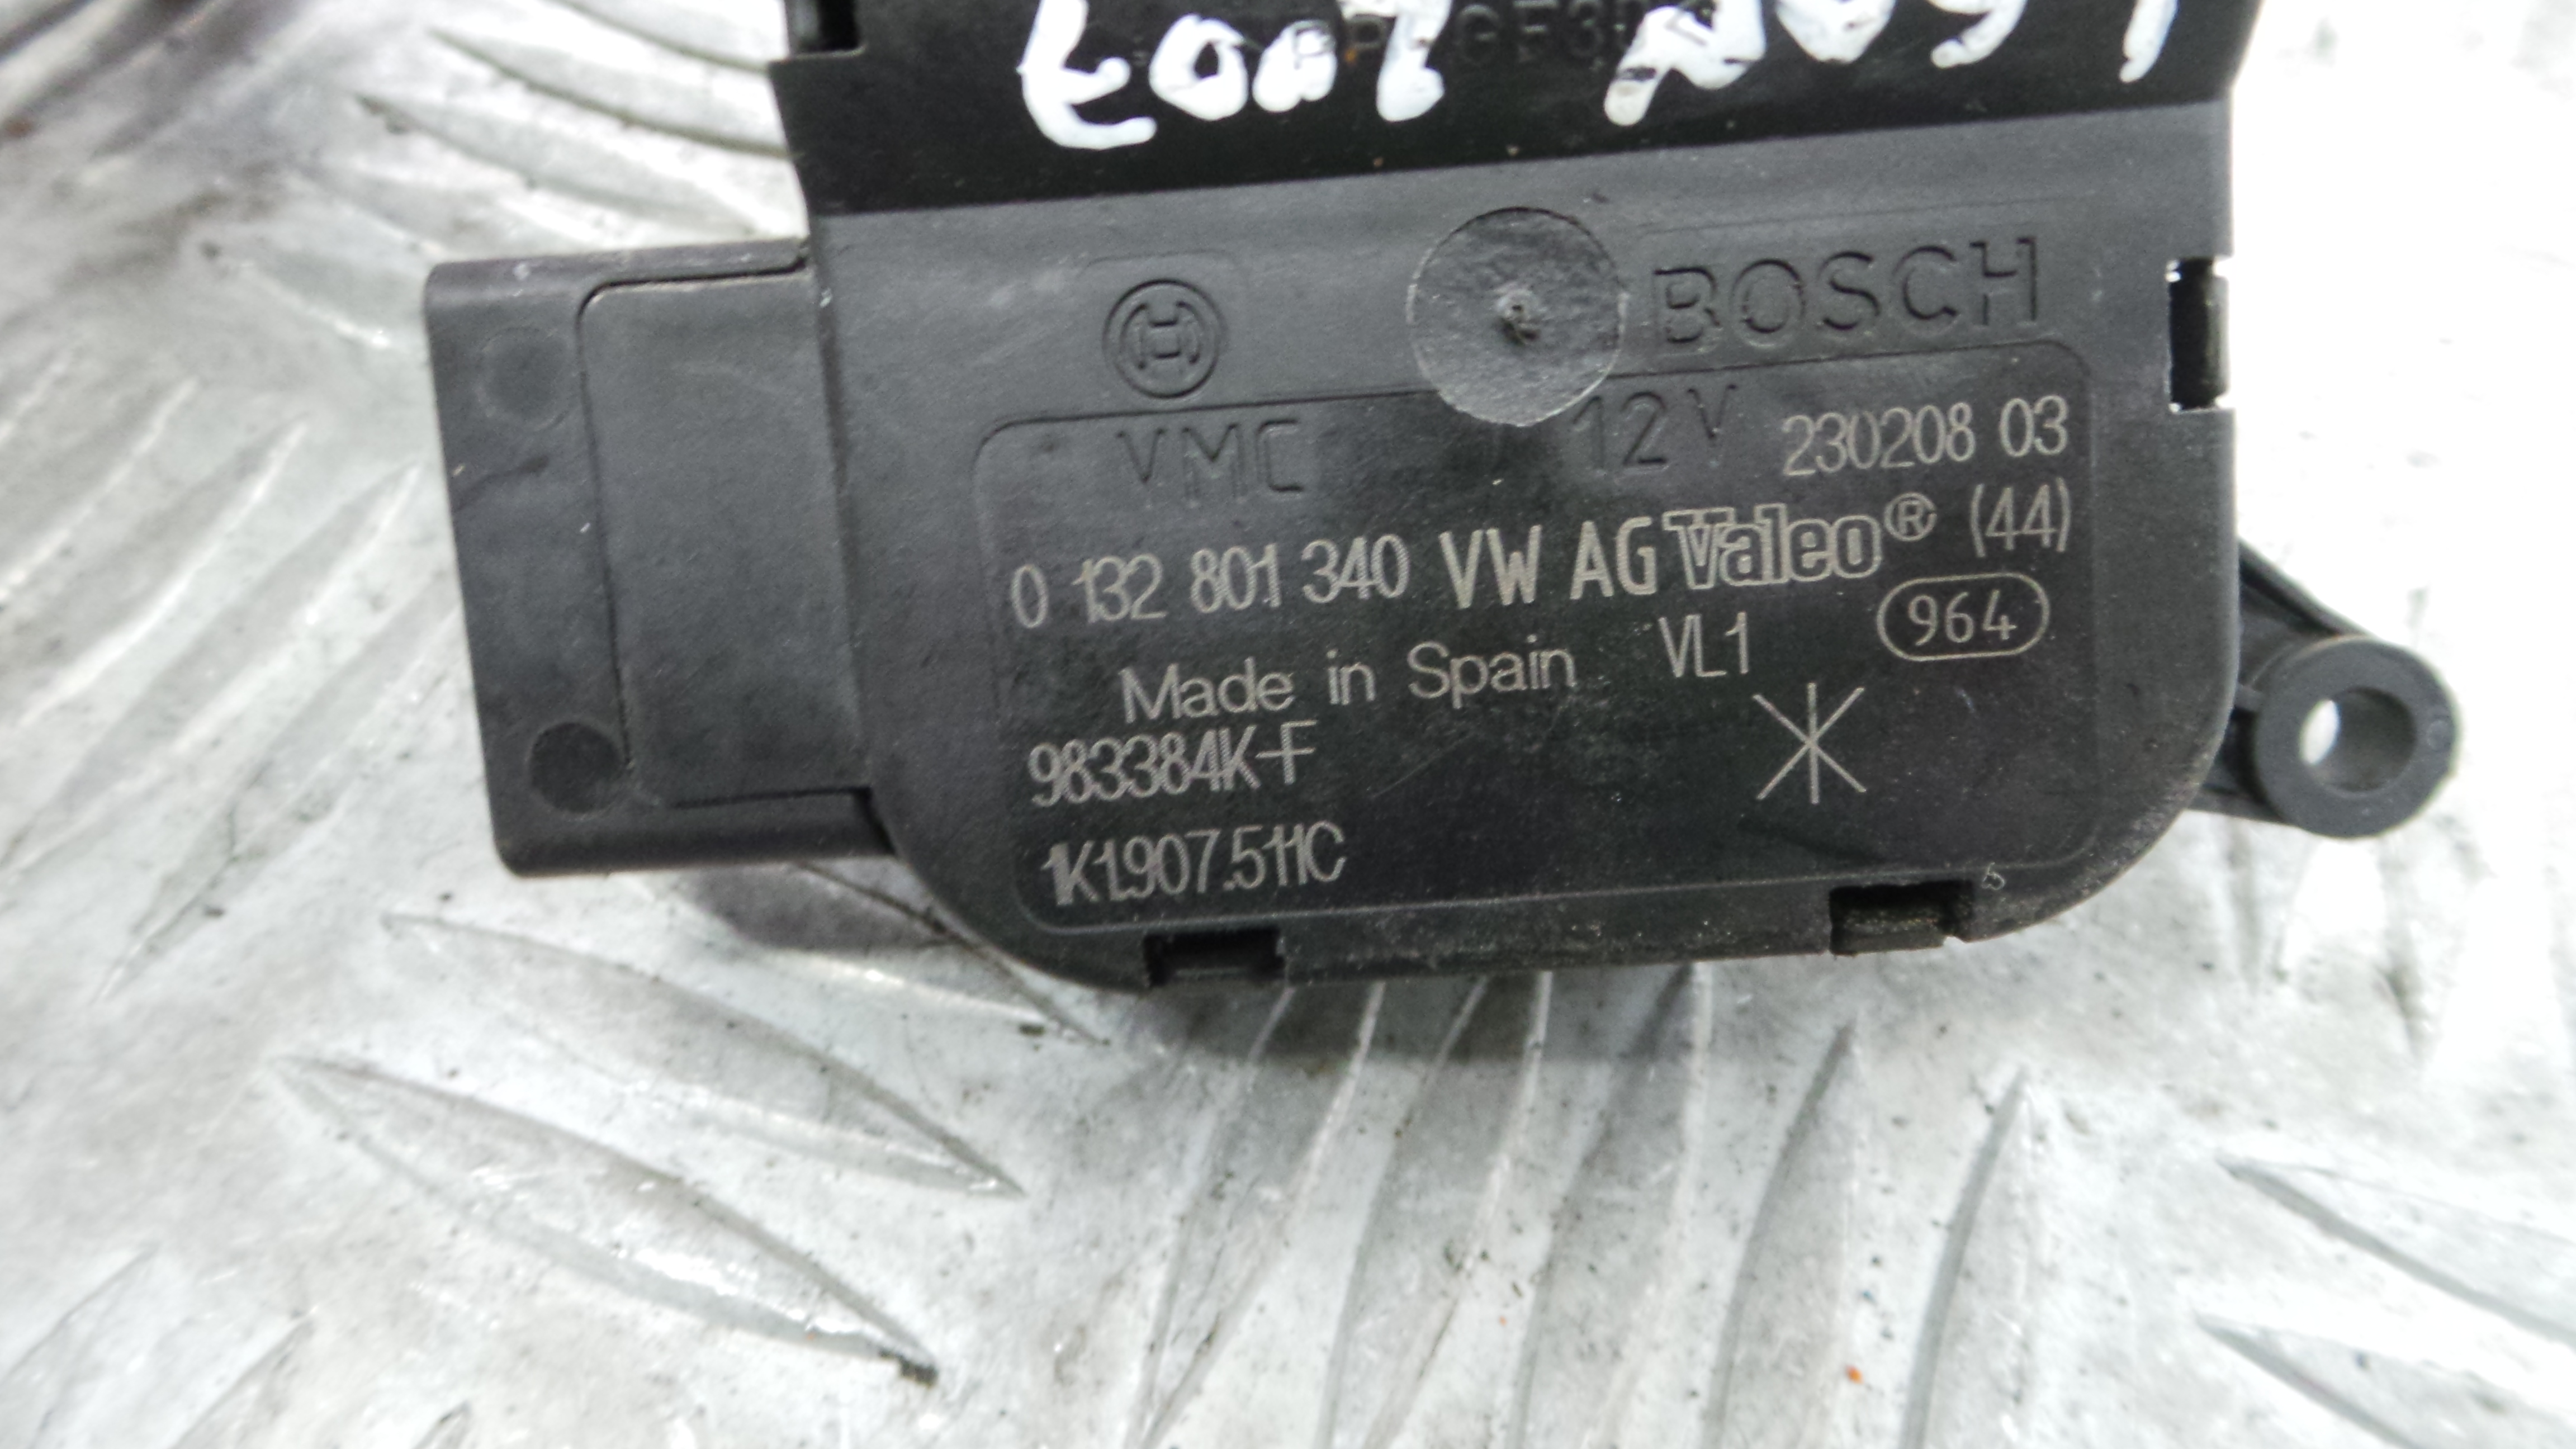 BOSCH
VMC 12V 230208 03
0 132 801 340 VW AG Valeo® (44)
Made in Spain VL1 964
983384K-F
1K1.907.511C